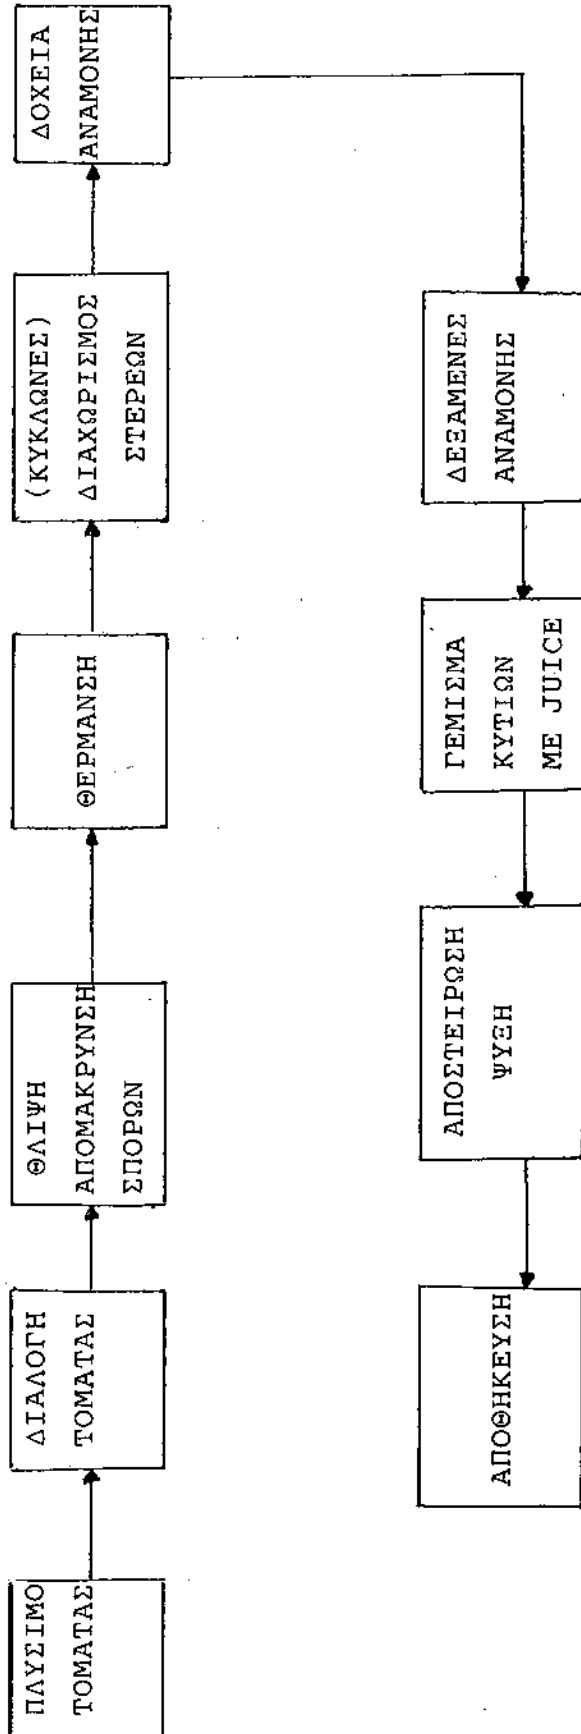 ΠΛΥΣΙΜΟ
ΤΟΜΑΤΑΣ
ΔΙΑΛΟΓΗ
ΤΟΜΑΤΑΣ
ΘΛΙΨΗ
ΑΠΟΜΑΚΡΥΝΣΗ
ΣΠΟΡΩΝ
ΘΕΡΜΑΝΣΗ
(ΚΥΚΛΩΝΕΣ)
ΔΙΑΧΩΡΙΣΜΟΣ
ΣΤΕΡΕΩΝ
ΔΟΧΕΙΑ
ΑΝΑΜΟΝΗΣ
ΔΕΞΑΜΕΝΕΣ
ΑΝΑΜΟΝΗΣ
ΓΕΜΙΣΜΑ
ΚΥΤΙΩΝ
ΜΕ JUICE
ΑΠΟΣΤΕΙΡΩΣΗ
ΨΥΞΗ
ΑΠΟΘΗΚΕΥΣΗ